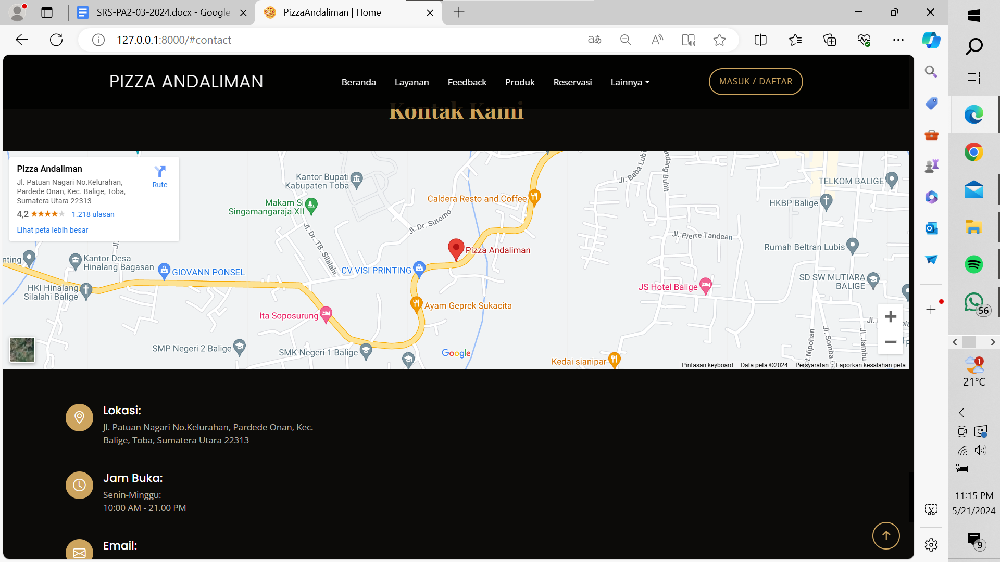 SRS-PA2-03-2024.docx - Google
PizzaAndaliman | Home
127.0.0.1:8000/#contact
PIZZA ANDALIMAN
Beranda
Layanan
Feedback
Produk
Reservasi
Lainnya
MASUK / DAFTAR
Kontak Kami
Pizza Andaliman
Jl. Patuan Nagari No.Kelurahan,
Pardede Onan, Kec. Balige, Toba,
Sumatera Utara 22313
4,2
1.218 ulasan
Lihat peta lebih besar
Rute
Kantor Bupati
Kabupaten Toba
Makam Si
Singamangaraja XII
Caldera Resto and Coffee
Jl. Dr. Sutomo
Jl. Dr. TB. Silalahi
Jl. Baba Lubi
ndang Buhit
TELKOM BALIGE
HKBP Balige
Jl. Pierre Tandean
Rumah Beltran Lubis
Pizza Andaliman
nting
Kantor Desa
Hinalang Bagasan
GIOVANN PONSEL
CV VISI PRINTING
HKI Hinalang
Silalahi Balige
JS Hotel Balige
SD SW MUTIARA
BALIGE
Ayam Geprek Sukacita
Ita Soposurung
SMP Negeri 2 Balige
SMK Negeri 1 Balige
Google
Kedai sianipar
Nipohan
Jl. Somba
Jl. Jambu
Pintasan keyboard
Data peta ©2024
Persyaratan
Laporkan kesalahan peta
Lokasi:
Jl. Patuan Nagari No.Kelurahan, Pardede Onan, Kec.
Balige, Toba, Sumatera Utara 22313
Jam Buka:
Senin-Minggu:
10:00 AM - 21.00 PM
Email:
56
1
21°C
11:15 PM
5/21/2024
9